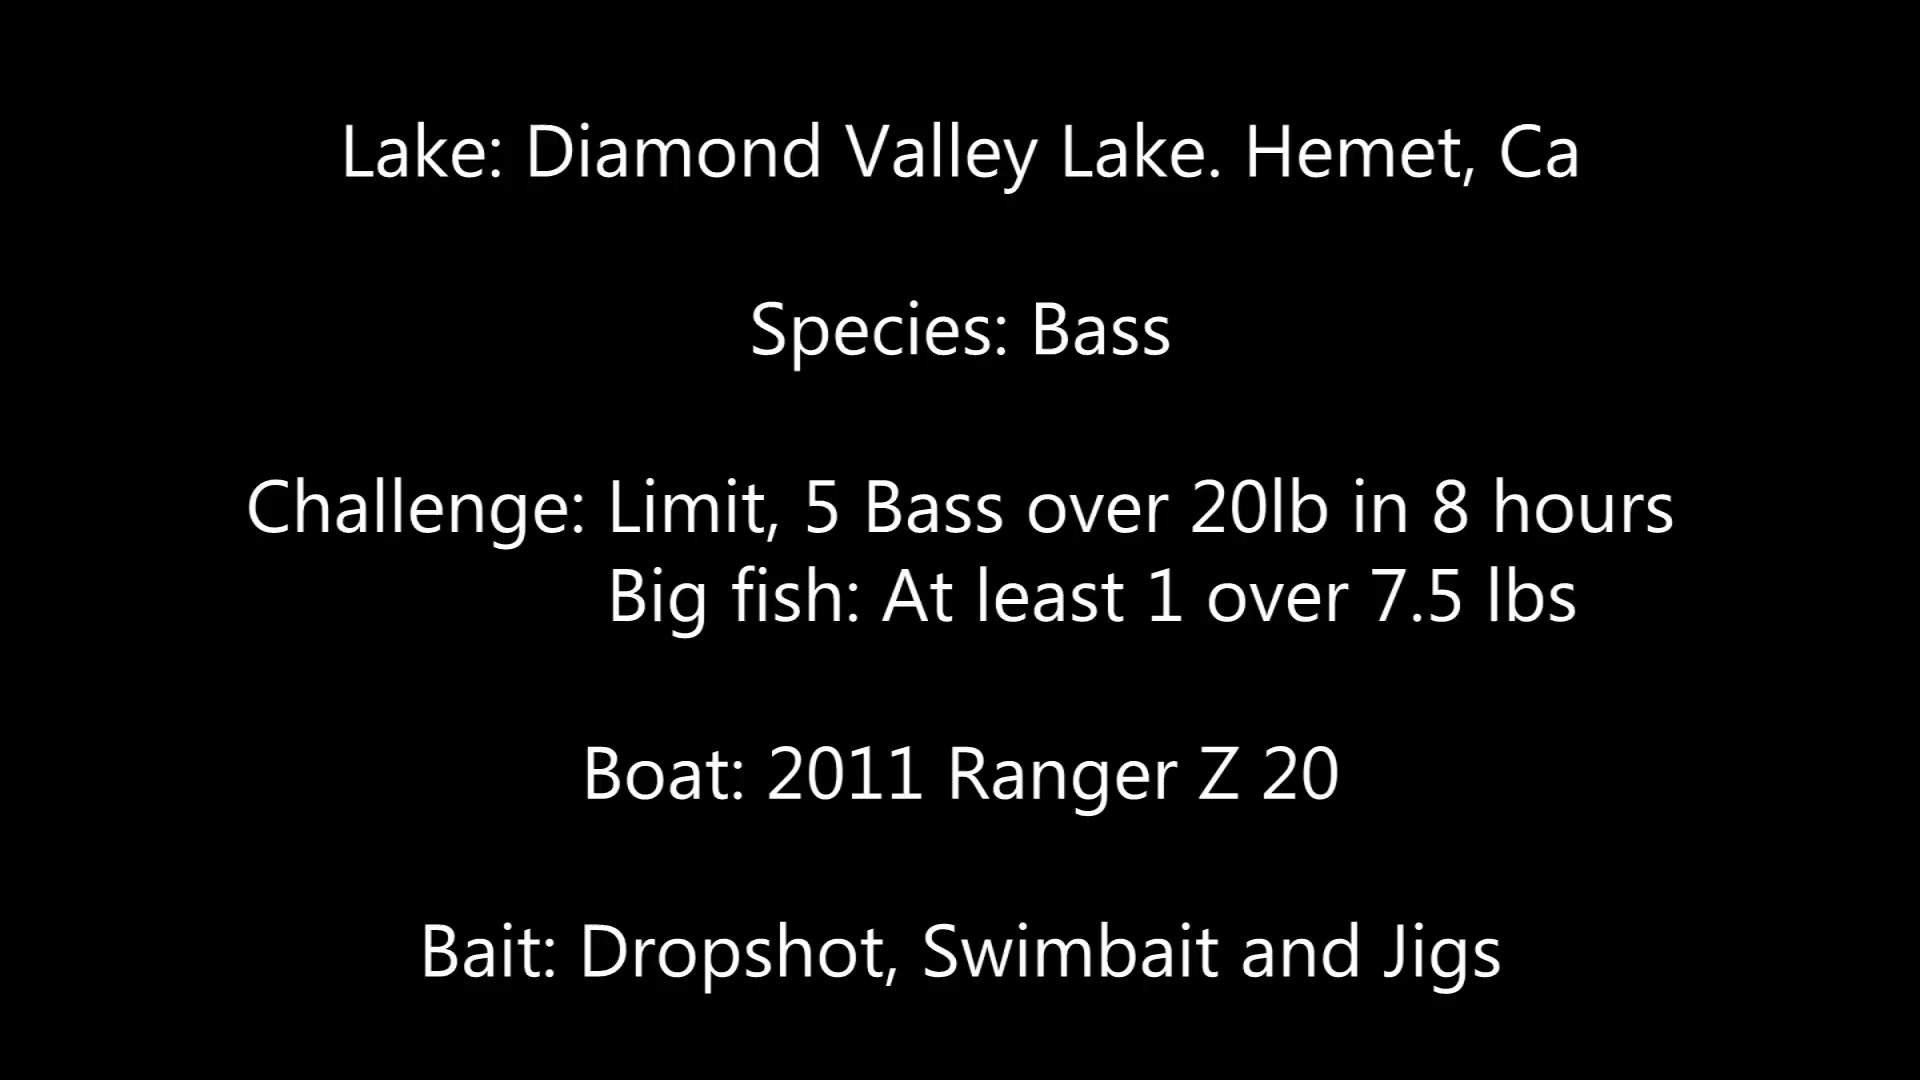 Lake: Diamond Valley Lake. Hemet, Ca
Species: Bass
Challenge: Limit, 5 Bass over 20lb in 8 hours
Big fish: At least 1 over 7.5 lbs
Boat: 2011 Ranger Z 20
Bait: Dropshot, Swimbait and Jigs